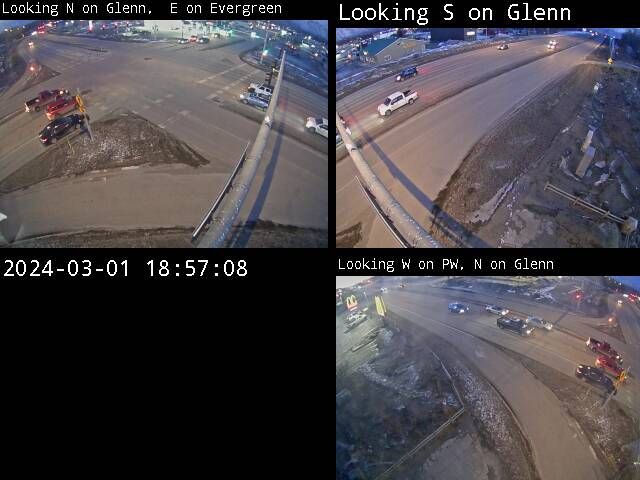 Looking N on Glenn,  E on Evergreen
Looking S on Glenn
2024-03-01 18:57:08
Looking W on PW, N on Glenn